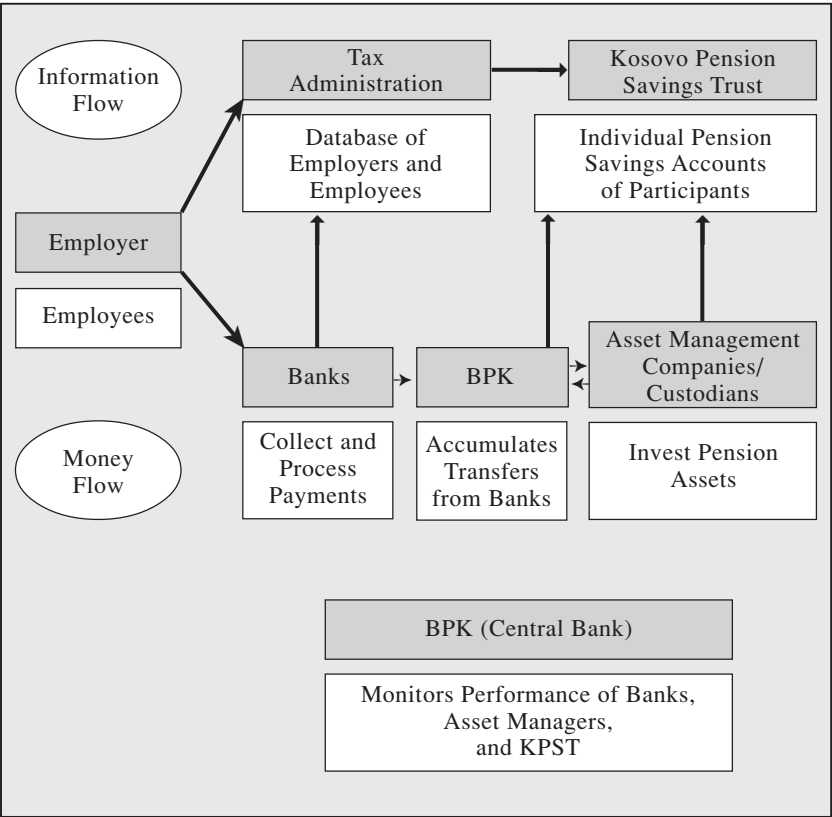 Information
Flow
Tax
Administration
Kosovo Pension
Savings Trust
Database of
Employers and
Employees
Individual Pension
Savings Accounts
of Participants
Employer
Employees
Banks
BPK
Asset Management
Companies/
Custodians
Money
Flow
Collect and
Process
Payments
Accumulates
Transfers
from Banks
Invest Pension
Assets
BPK (Central Bank)
Monitors Performance of Banks,
Asset Managers,
and KPST